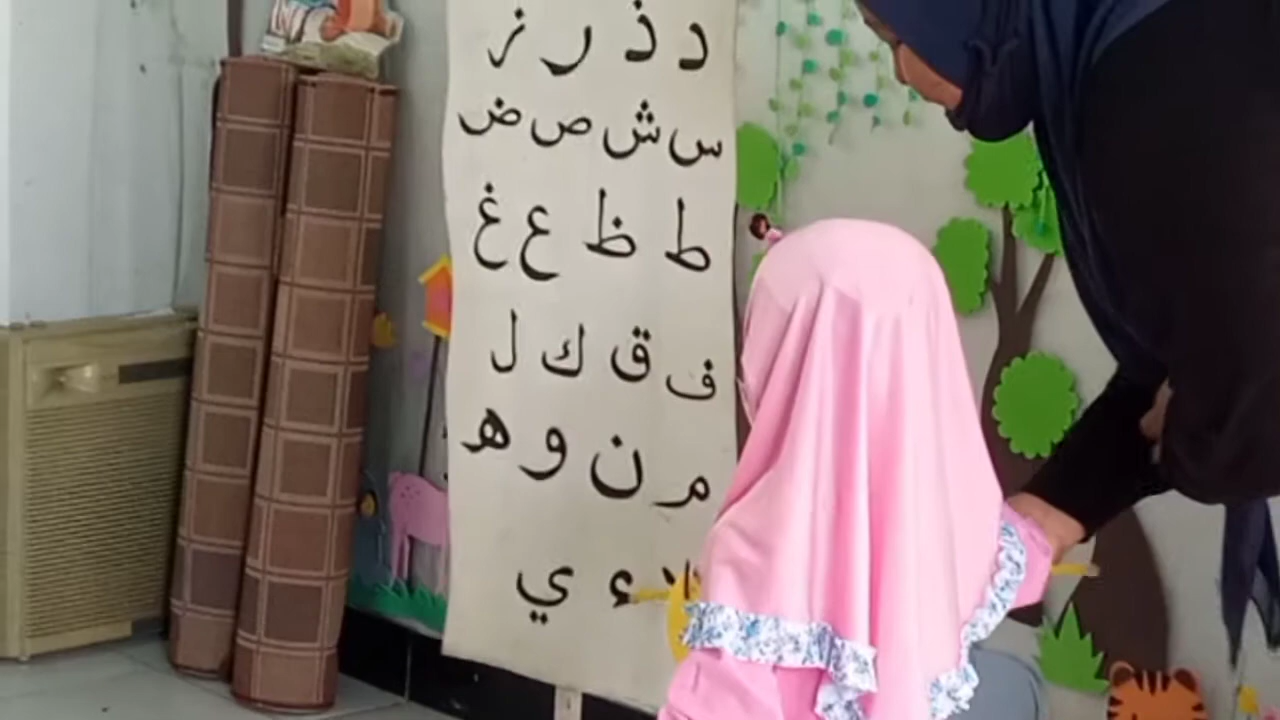 د ذ ر ز
س ش ص ض
ط ظ ع غ
ف ق ك ل
م ن و ه
ء ي